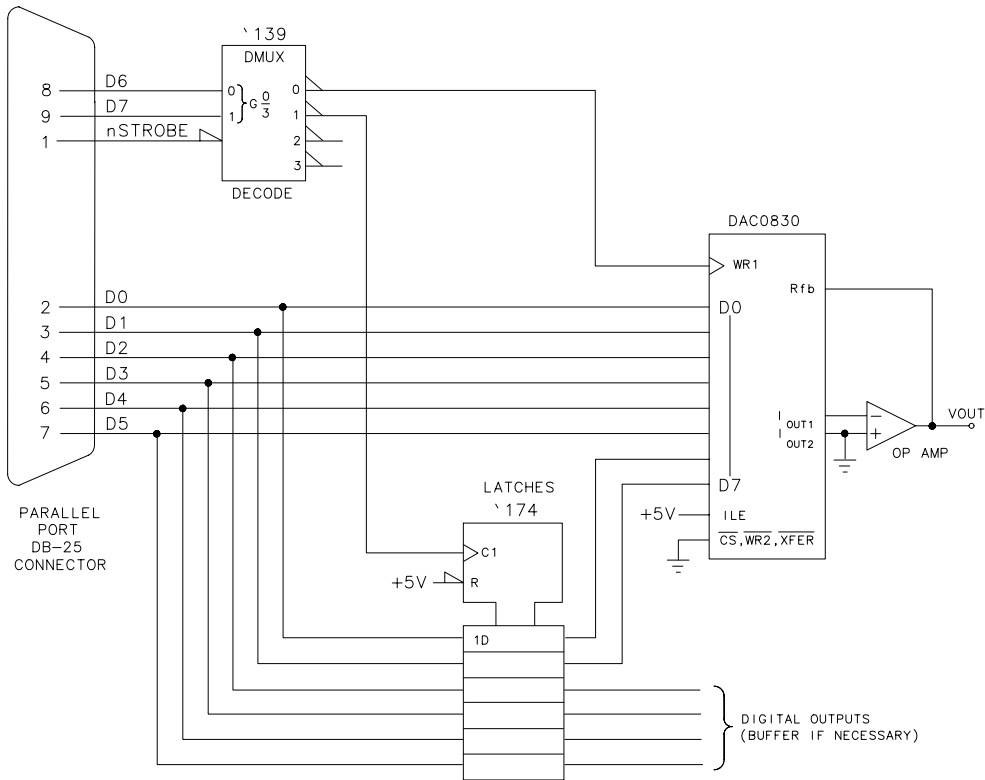 `139
DMUX
8 D6 0 0
9 D7 1 G 0/3 1
1 nSTROBE 2
3
DECODE
DAC0830
WR1
Rfb
2 D0 D0
3 D1
4 D2
5 D3
6 D4
7 D5
I OUT1 −
I OUT2 +
VOUT
OP AMP
D7
+5V ILE
CS,WR2,XFER
PARALLEL
PORT
DB-25
CONNECTOR
LATCHES
`174
C1
+5V R
1D
DIGITAL OUTPUTS
(BUFFER IF NECESSARY)